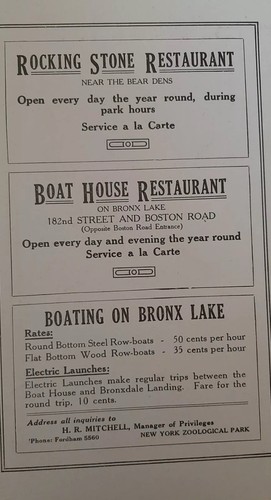 ROCKING STONE RESTAURANT
NEAR THE BEAR DENS
Open every day the year round, during
park hours
Service a la Carte
BOAT HOUSE RESTAURANT
ON BRONX LAKE
182nd STREET AND BOSTON ROAD
(Opposite Boston Road Entrance)
Open every day and evening the year round
Service a la Carte
BOATING ON BRONX LAKE
Rates:
Round Bottom Steel Row-boats - 50 cents per hour
Flat Bottom Wood Row-boats - 35 cents per hour
Electric Launches:
Electric Launches make regular trips between the
Boat House and Bronxdale Landing. Fare for the
round trip, 10 cents.
Address all inquiries to
H. R. MITCHELL, Manager of Privileges
'Phone: Fordham 5560 NEW YORK ZOOLOGICAL PARK